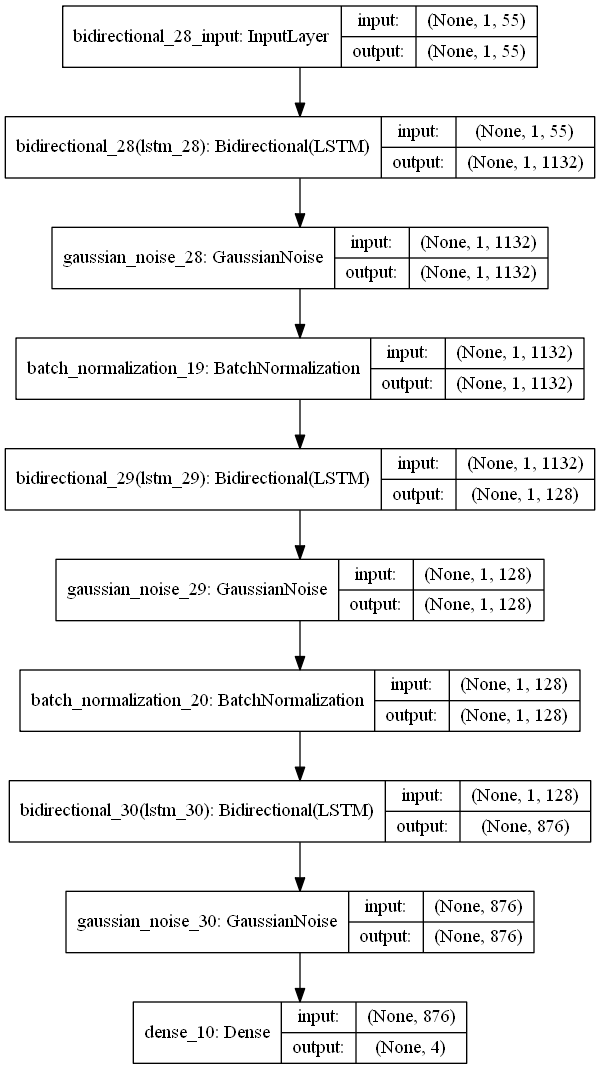 bidirectional_28_input: InputLayer
input: (None, 1, 55)
output: (None, 1, 55)
bidirectional_28(lstm_28): Bidirectional(LSTM)
input: (None, 1, 55)
output: (None, 1, 1132)
gaussian_noise_28: GaussianNoise
input: (None, 1, 1132)
output: (None, 1, 1132)
batch_normalization_19: BatchNormalization
input: (None, 1, 1132)
output: (None, 1, 1132)
bidirectional_29(lstm_29): Bidirectional(LSTM)
input: (None, 1, 1132)
output: (None, 1, 128)
gaussian_noise_29: GaussianNoise
input: (None, 1, 128)
output: (None, 1, 128)
batch_normalization_20: BatchNormalization
input: (None, 1, 128)
output: (None, 1, 128)
bidirectional_30(lstm_30): Bidirectional(LSTM)
input: (None, 1, 128)
output: (None, 876)
gaussian_noise_30: GaussianNoise
input: (None, 876)
output: (None, 876)
dense_10: Dense
input: (None, 876)
output: (None, 4)